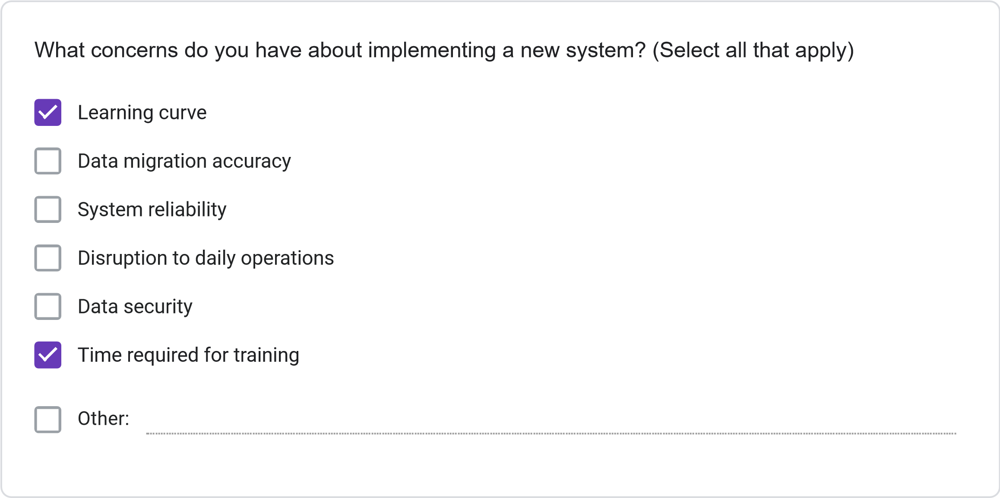 What concerns do you have about implementing a new system? (Select all that apply)
Learning curve
Data migration accuracy
System reliability
Disruption to daily operations
Data security
Time required for training
Other: